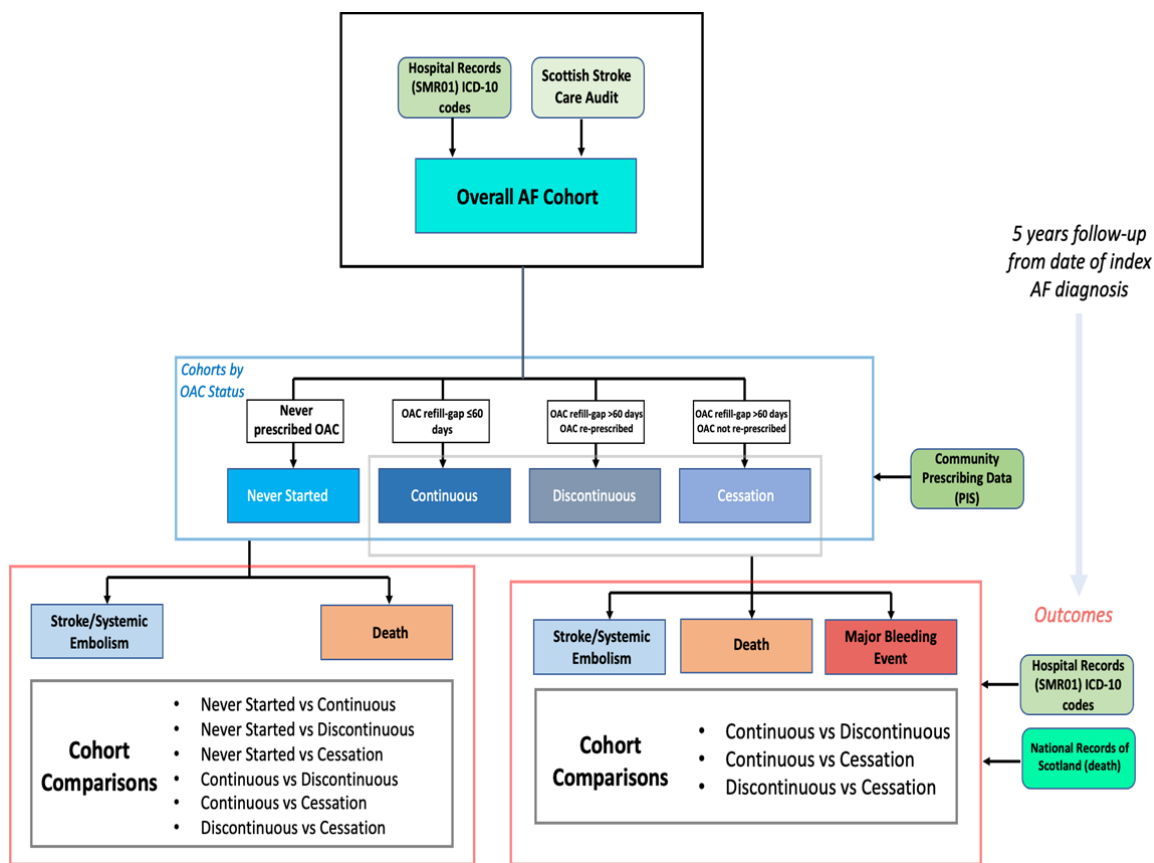 Hospital Records
(SMR01) ICD-10
codes
Scottish Stroke
Care Audit
Overall AF Cohort
5 years follow-up
from date of index
AF diagnosis
Cohorts by
OAC Status
Never
prescribed OAC
OAC refill-gap ≤60
days
OAC refill-gap >60 days
OAC re-prescribed
OAC refill-gap >60 days
OAC not re-prescribed
Never Started
Continuous
Discontinuous
Cessation
Community
Prescribing Data
(PIS)
Stroke/Systemic
Embolism
Death
Cohort
Comparisons
• Never Started vs Continuous
• Never Started vs Discontinuous
• Never Started vs Cessation
• Continuous vs Discontinuous
• Continuous vs Cessation
• Discontinuous vs Cessation
Stroke/Systemic
Embolism
Death
Major Bleeding
Event
Cohort
Comparisons
• Continuous vs Discontinuous
• Continuous vs Cessation
• Discontinuous vs Cessation
Outcomes
Hospital Records
(SMR01) ICD-10
codes
National Records of
Scotland (death)